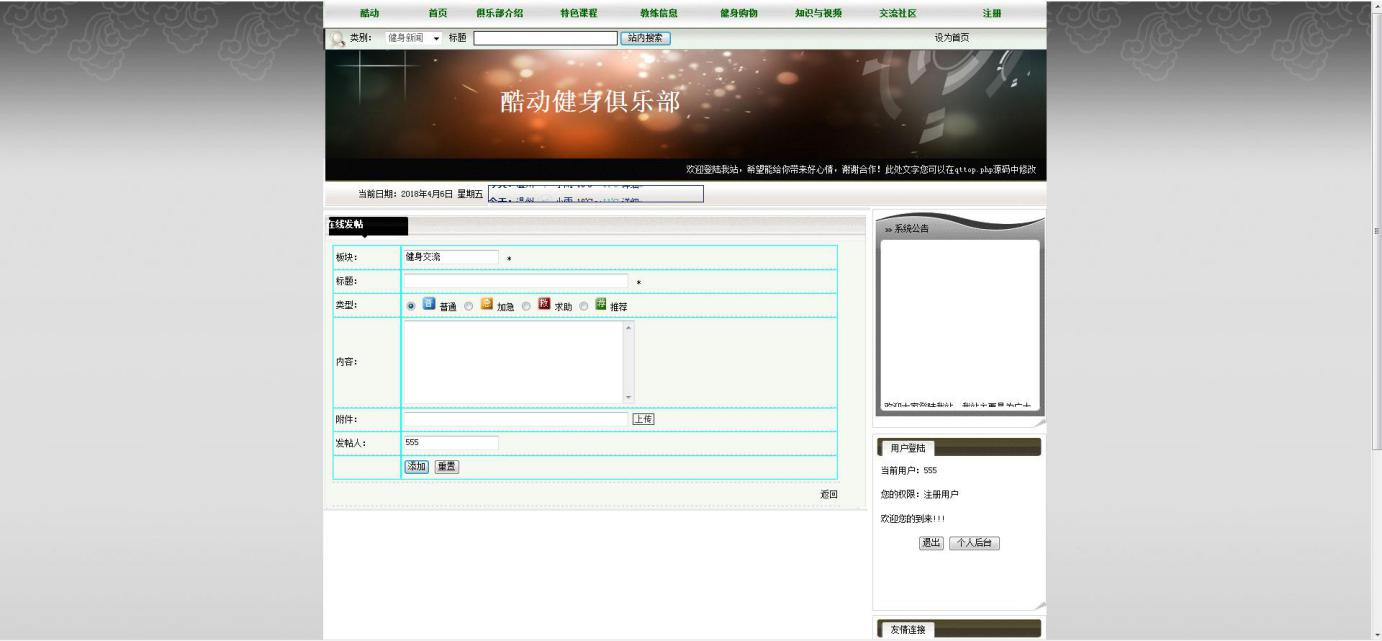 酷动 首页 俱乐部介绍 特色课程 教练信息 健身购物 知识与视频 交流社区 注册
类别: 健身新闻 标题 站内搜索 设为首页
酷动健身俱乐部
欢迎登陆我站，希望能给你带来好心情，谢谢合作！此处文字您可以在qttop.php源码中修改
当前日期: 2018年4月6日 星期五
在线发帖
板块: 健身交流 *
标题: *
类型: 普通 加急 求助 推荐
内容:
附件: 上传
发帖人: 555
添加 重置
返回
>> 系统公告
用户登陆
当前用户: 555
您的权限: 注册用户
欢迎您的到来!!!
退出 个人后台
友情连接